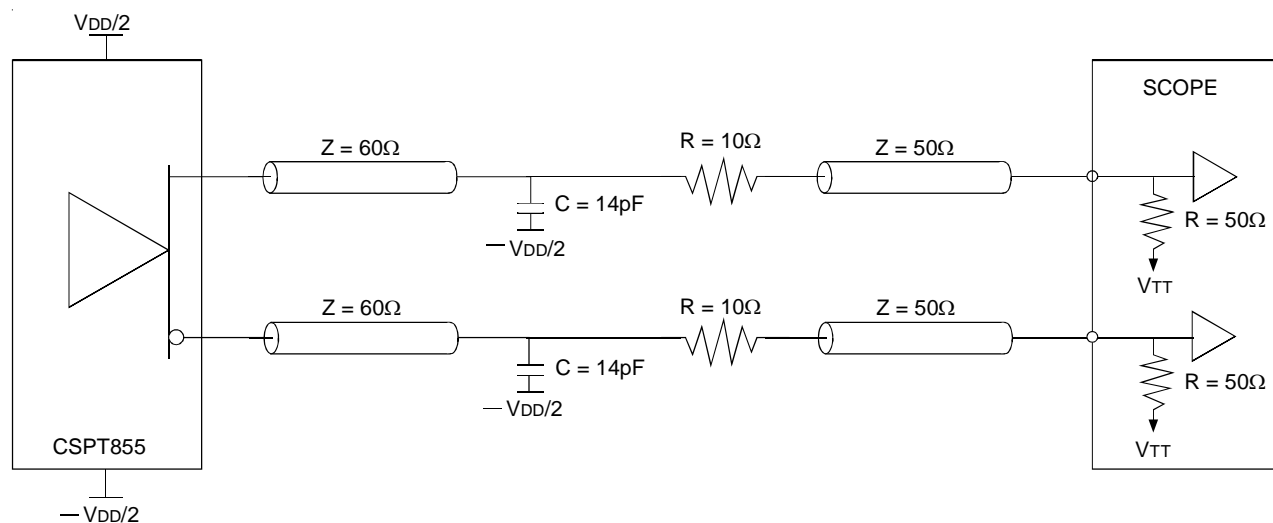 VDD/2
SCOPE
Z = 60Ω
R = 10Ω
Z = 50Ω
C = 14pF
— VDD/2
R = 50Ω
VTT
Z = 60Ω
R = 10Ω
Z = 50Ω
C = 14pF
— VDD/2
R = 50Ω
VTT
CSPT855
— VDD/2